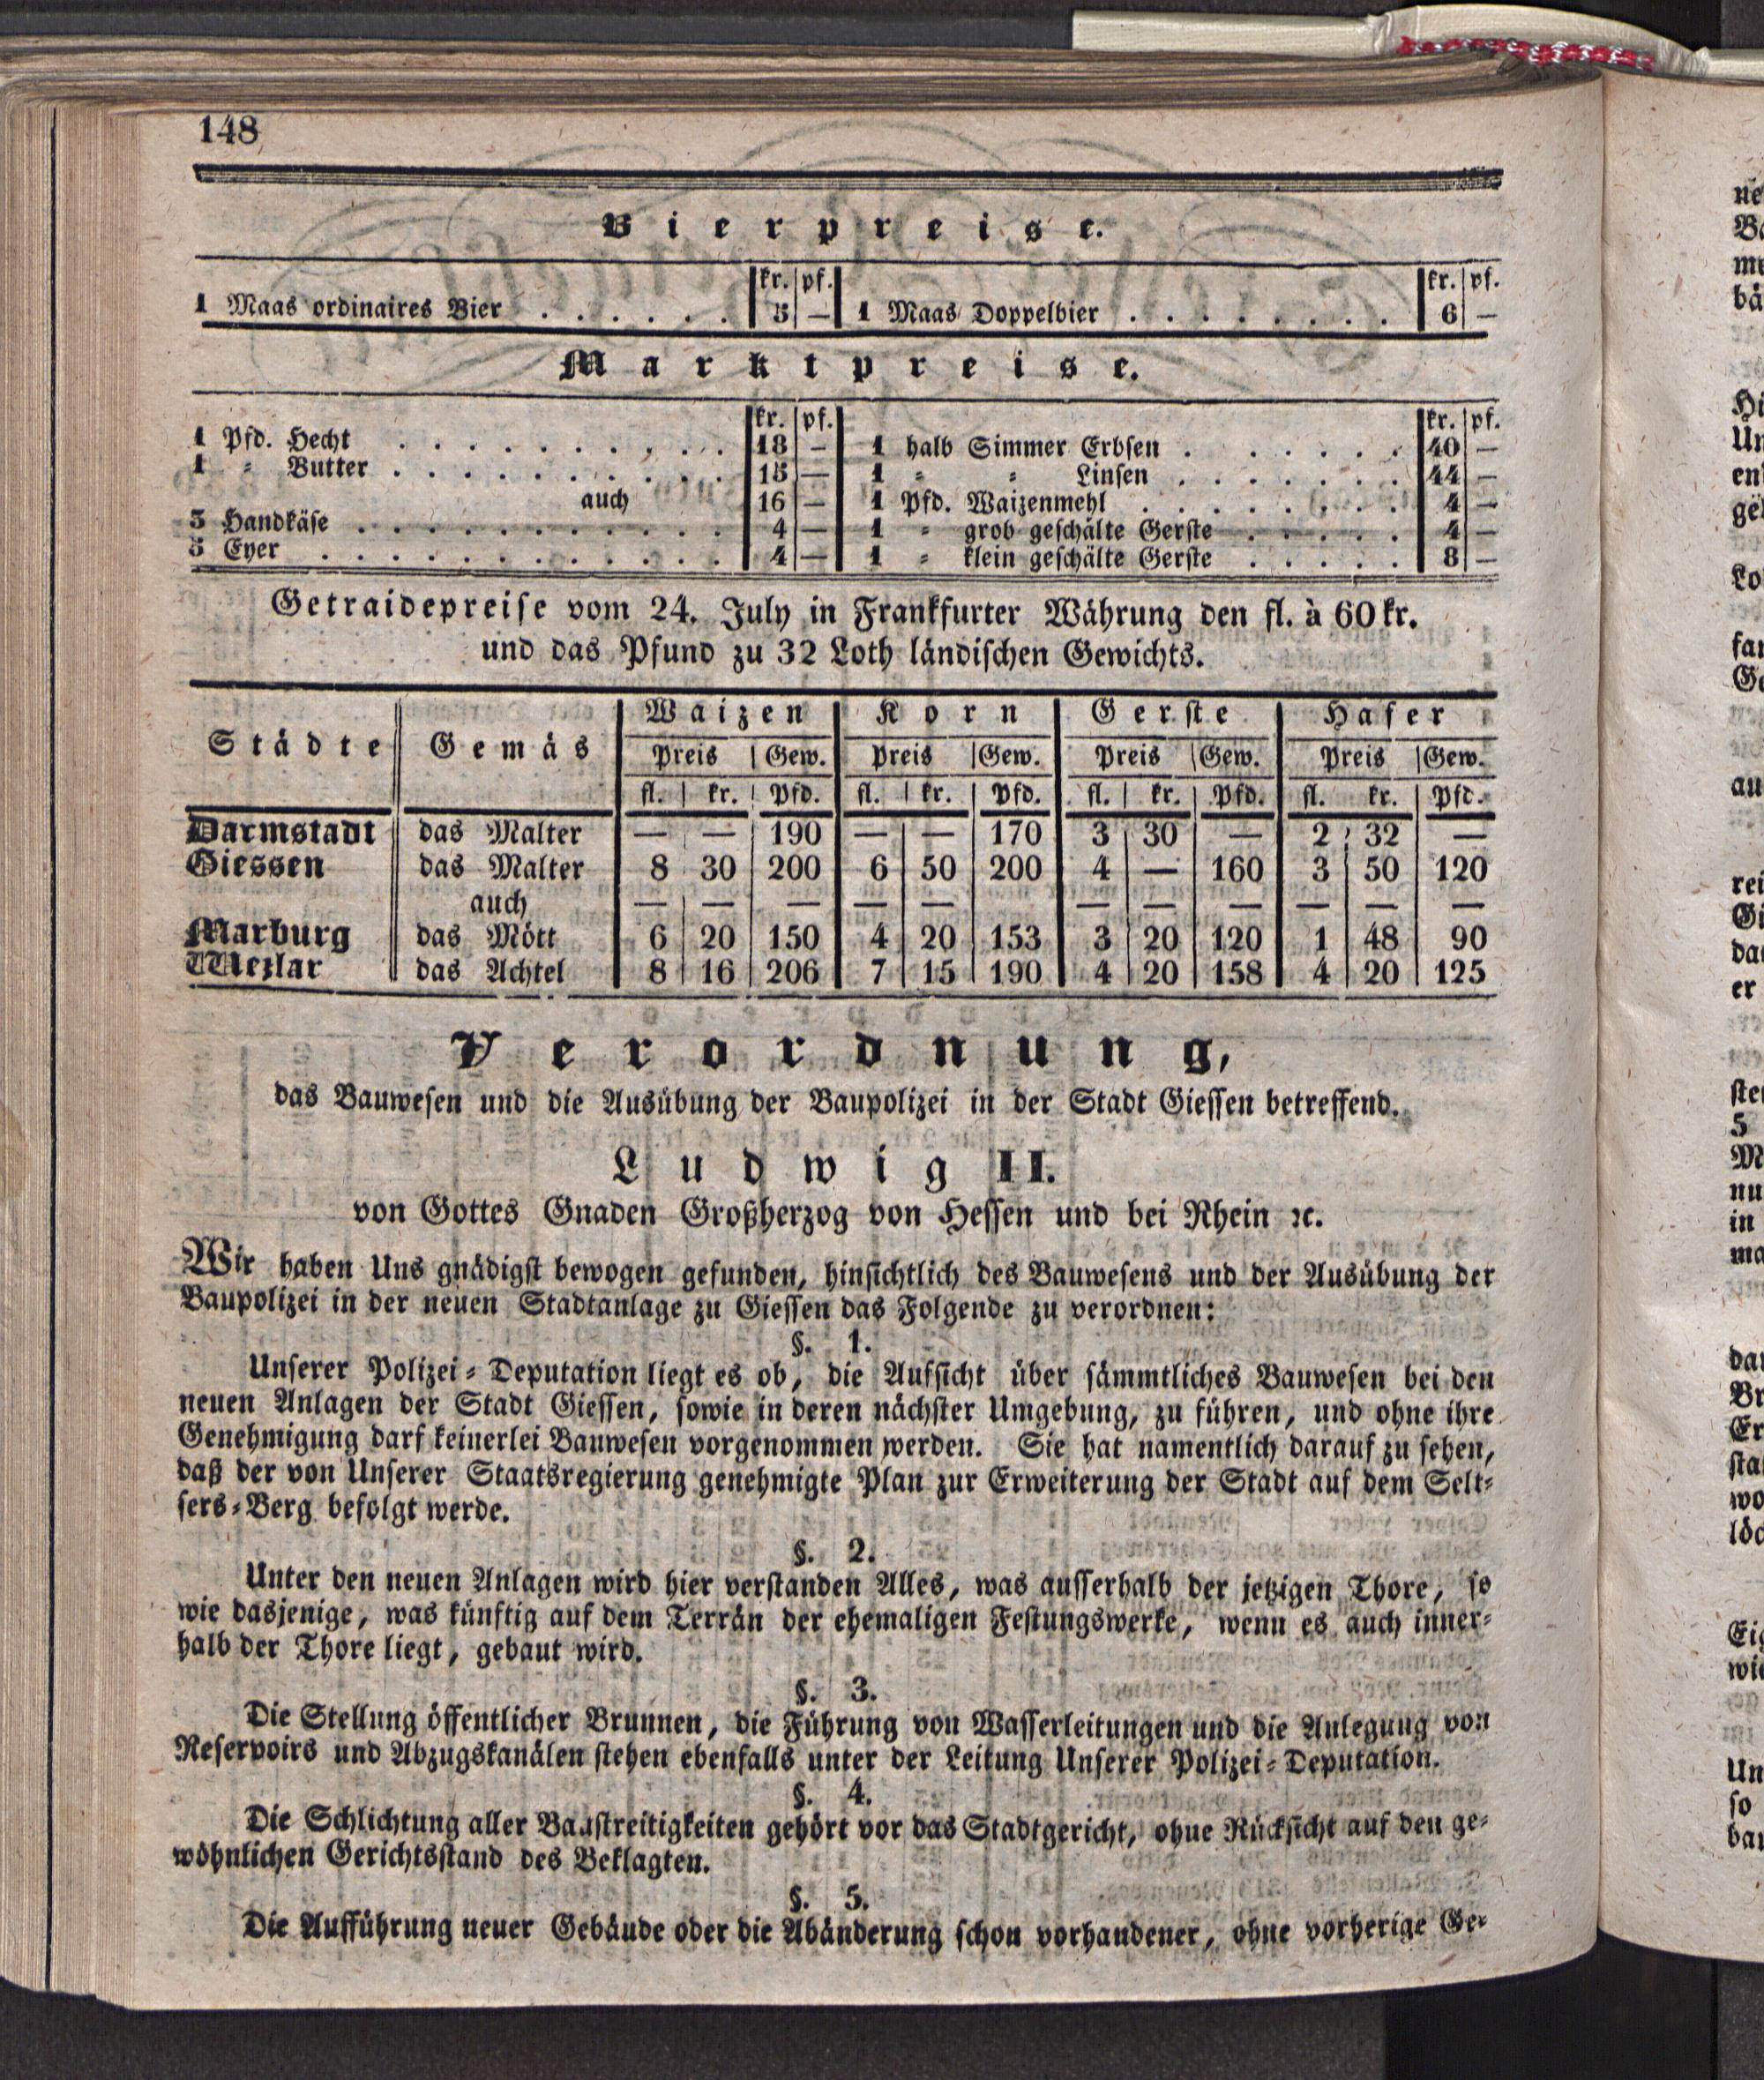 148
Bierpreise.
kr. pf. kr. pf.
1 Maas ordinaires Bier . . . . . . 5 — 1 Maas Doppelbier . . . . . . . . 6 —
Marktpreise.
kr. pf. kr. pf.
1 Pfd. Hecht . . . . . . . . . . 18 — 1 halb Simmer Erbsen . . . . . . 40 —
1 = Butter . . . . . . . . . . 15 — 1 = = Linsen . . . . . . . 44 —
auch 16 — 1 Pfd. Waizenmehl . . . . . . . . 4 —
3 Handkäse . . . . . . . . . . . 4 — 1 = grob geschälte Gerste . . . . . 4 —
5 Eyer . . . . . . . . . . . . 4 — 1 = klein geschälte Gerste . . . . . 8 —
Getraidepreise vom 24. July in Frankfurter Währung den fl. à 60 kr.
und das Pfund zu 32 Loth ländischen Gewichts.
Städte Gemäs Waizen Korn Gerste Hafer
Preis Gew. Preis Gew. Preis Gew. Preis Gew.
fl. kr. Pfd. fl. kr. Pfd. fl. kr. Pfd. fl. kr. Pfd.
Darmstadt das Malter — — 190 — — 170 3 30 — 2 32 —
Giessen das Malter 8 30 200 6 50 200 4 — 160 3 50 120
auch — — — — — — — — — — —
Marburg das Mött 6 20 150 4 20 153 3 20 120 1 48 90
Wezlar das Achtel 8 16 206 7 15 190 4 20 158 4 20 125
Verordnung,
das Bauwesen und die Ausübung der Baupolizei in der Stadt Giessen betreffend.
Ludwig II.
von Gottes Gnaden Großherzog von Hessen und bei Rhein ꝛc.
Wir haben Uns gnädigst bewogen gefunden, hinsichtlich des Bauwesens und der Ausübung der
Baupolizei in der neuen Stadtanlage zu Giessen das Folgende zu verordnen:
§. 1.
Unserer Polizei=Deputation liegt es ob, die Aufsicht über sämmtliches Bauwesen bei den
neuen Anlagen der Stadt Giessen, sowie in deren nächster Umgebung, zu führen, und ohne ihre
Genehmigung darf keinerlei Bauwesen vorgenommen werden. Sie hat namentlich darauf zu sehen,
daß der von Unserer Staatsregierung genehmigte Plan zur Erweiterung der Stadt auf dem Selt=
sers=Berg befolgt werde.
§. 2.
Unter den neuen Anlagen wird hier verstanden Alles, was ausserhalb der jetzigen Thore, so
wie dasjenige, was künftig auf dem Terrän der ehemaligen Festungswerke, wenn es auch inner=
halb der Thore liegt, gebaut wird.
§. 3.
Die Stellung öffentlicher Brunnen, die Führung von Wasserleitungen und die Anlegung von
Reservoirs und Abzugskanälen stehen ebenfalls unter der Leitung Unserer Polizei=Deputation.
§. 4.
Die Schlichtung aller Baustreitigkeiten gehört vor das Stadtgericht, ohne Rücksicht auf den ge=
wöhnlichen Gerichtsstand des Beklagten.
§. 5.
Die Aufführung neuer Gebäude oder die Abänderung schon vorhandener, ohne vorherige Ge=